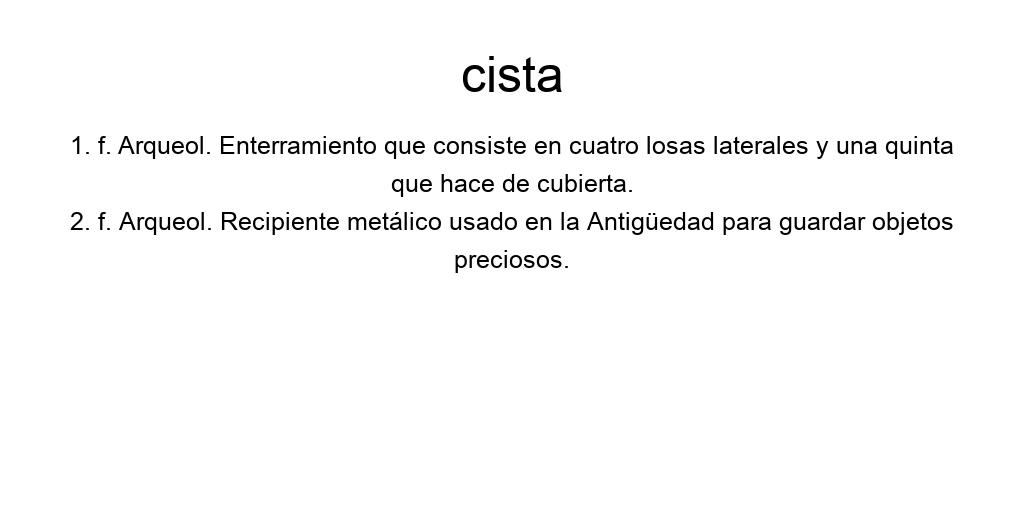 cista
1. f. Arqueol. Enterramiento que consiste en cuatro losas laterales y una quinta
que hace de cubierta.
2. f. Arqueol. Recipiente metálico usado en la Antigüedad para guardar objetos
preciosos.